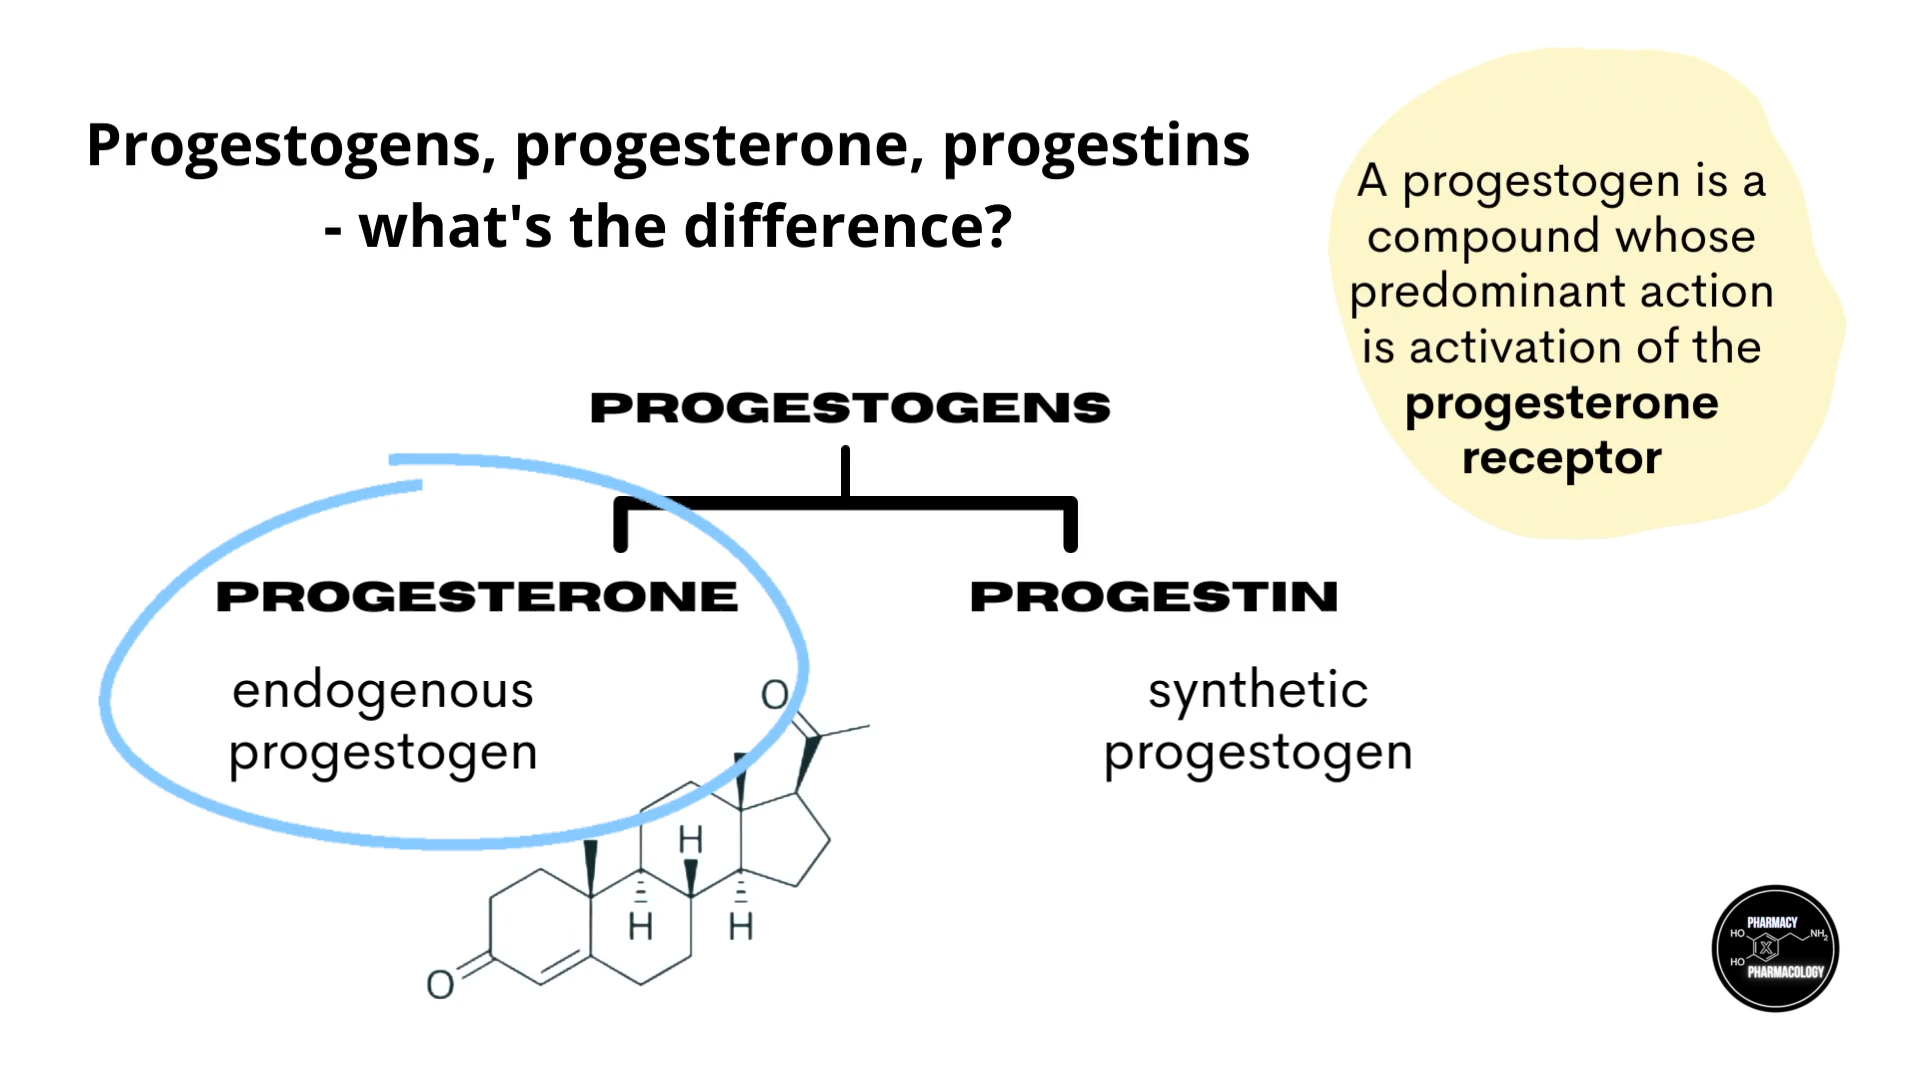 Progestogens, progesterone, progestins
- what's the difference?
A progestogen is a
compound whose
predominant action
is activation of the
progesterone
receptor
PROGESTOGENS
PROGESTERONE
PROGESTIN
endogenous
progestogen
synthetic
progestogen
O
H
H
H
O
PHARMACY
HO
NH2
X
HO
PHARMACOLOGY